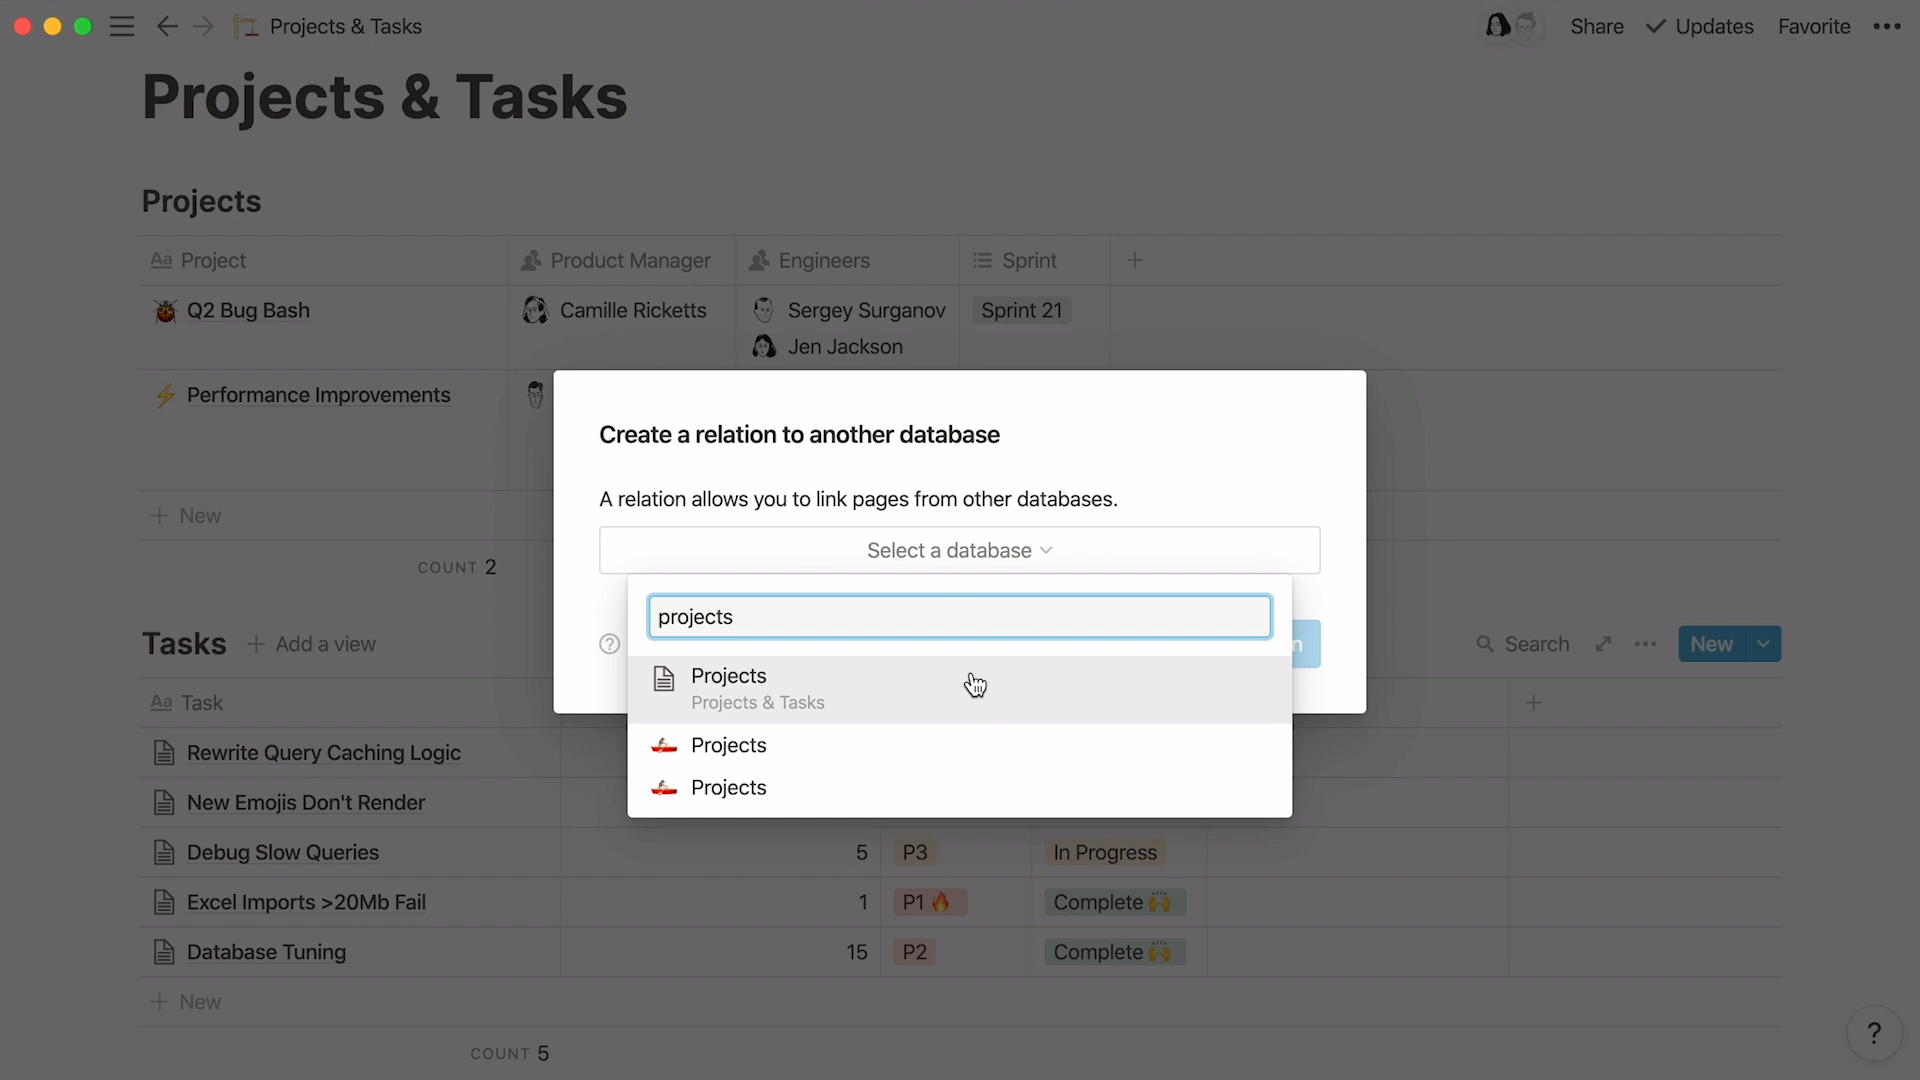 Projects & Tasks
Share
Updates
Favorite
Projects & Tasks
Projects
Aa Project
Product Manager
Engineers
Sprint
Q2 Bug Bash
Camille Ricketts
Sergey Surganov
Sprint 21
Jen Jackson
Performance Improvements
Create a relation to another database
A relation allows you to link pages from other databases.
Select a database
+ New
COUNT 2
projects
Tasks
+ Add a view
? 
n
Search
New
Projects
Projects & Tasks
Aa Task
Projects
Rewrite Query Caching Logic
Projects
New Emojis Don't Render
Debug Slow Queries
5
P3
In Progress
Excel Imports >20Mb Fail
1
P1🔥
Complete🙌
Database Tuning
15
P2
Complete🙌
+ New
COUNT 5
?